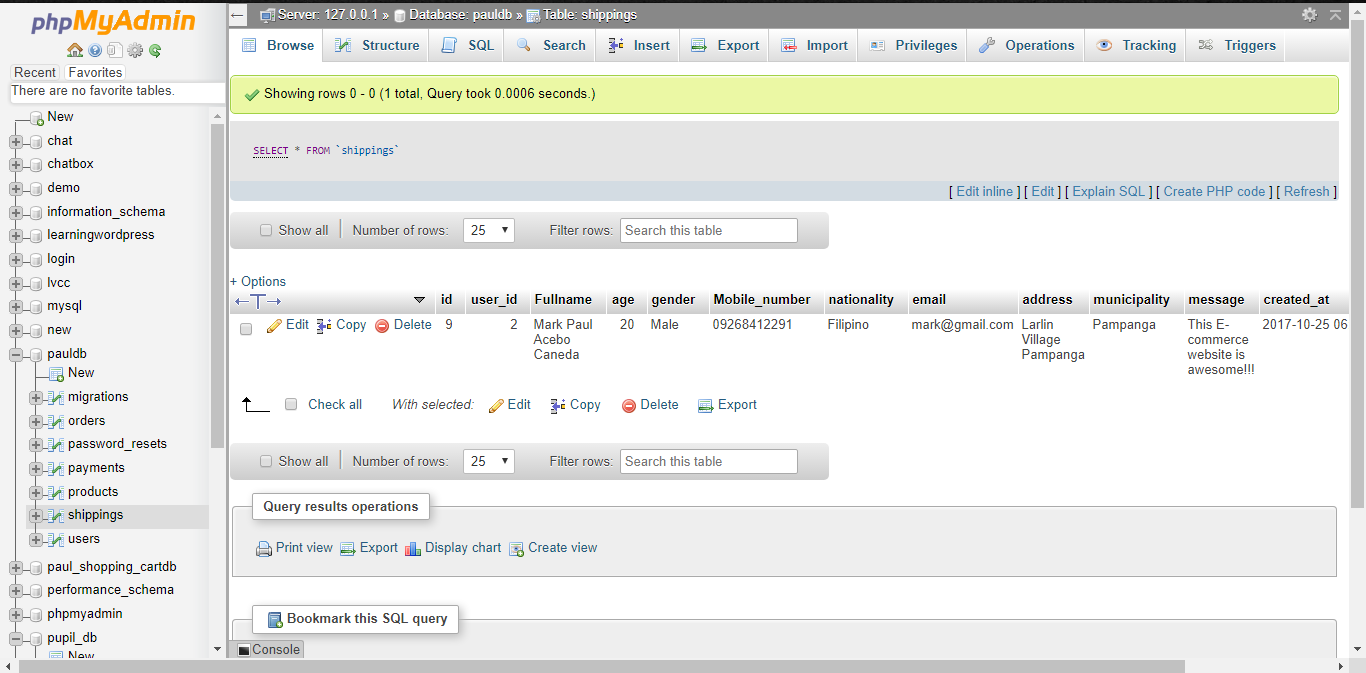 phpMyAdmin
Recent Favorites
There are no favorite tables.
New
chat
chatbox
demo
information_schema
learningwordpress
login
lvcc
mysql
new
pauldb
New
migrations
orders
password_resets
payments
products
shippings
users
paul_shopping_cartdb
performance_schema
phpmyadmin
pupil_db
New
Server: 127.0.0.1 » Database: pauldb » Table: shippings
Browse Structure SQL Search Insert Export Import Privileges Operations Tracking Triggers
Showing rows 0 - 0 (1 total, Query took 0.0006 seconds.)
SELECT * FROM `shippings`
[ Edit inline ] [ Edit ] [ Explain SQL ] [ Create PHP code ] [ Refresh ]
Show all Number of rows: 25 Filter rows: Search this table
+ Options
id user_id Fullname age gender Mobile_number nationality email address municipality message created_at
Edit Copy Delete 9 2 Mark Paul 20 Male 09268412291 Filipino mark@gmail.com Larlin Pampanga This E- 2017-10-25 06
Acebo Village commerce
Caneda Pampanga website is
awesome!!!
Check all With selected: Edit Copy Delete Export
Show all Number of rows: 25 Filter rows: Search this table
Query results operations
Print view Export Display chart Create view
Bookmark this SQL query
Console